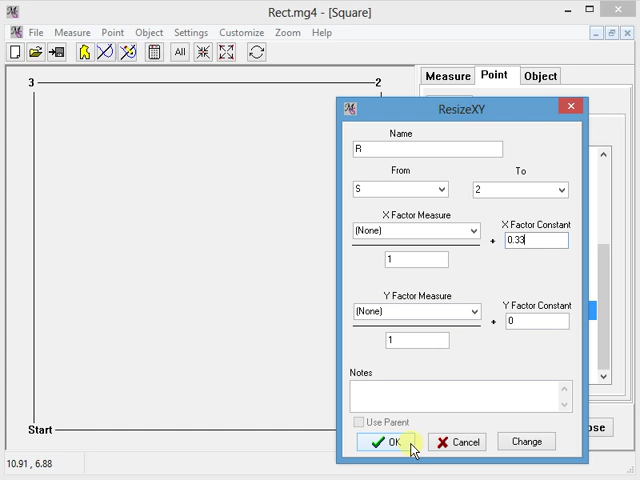 Rect.mg4 - [Square]
File Measure Point Object Settings Customize Zoom Help
All
Measure Point Object
3
2
Start
ResizeXY
Name
R
From To
S 2
X Factor Measure X Factor Constant
(None) + 0.33
1
Y Factor Measure Y Factor Constant
(None) + 0
1
Notes
Use Parent
OK Cancel Change
10.91 , 6.88